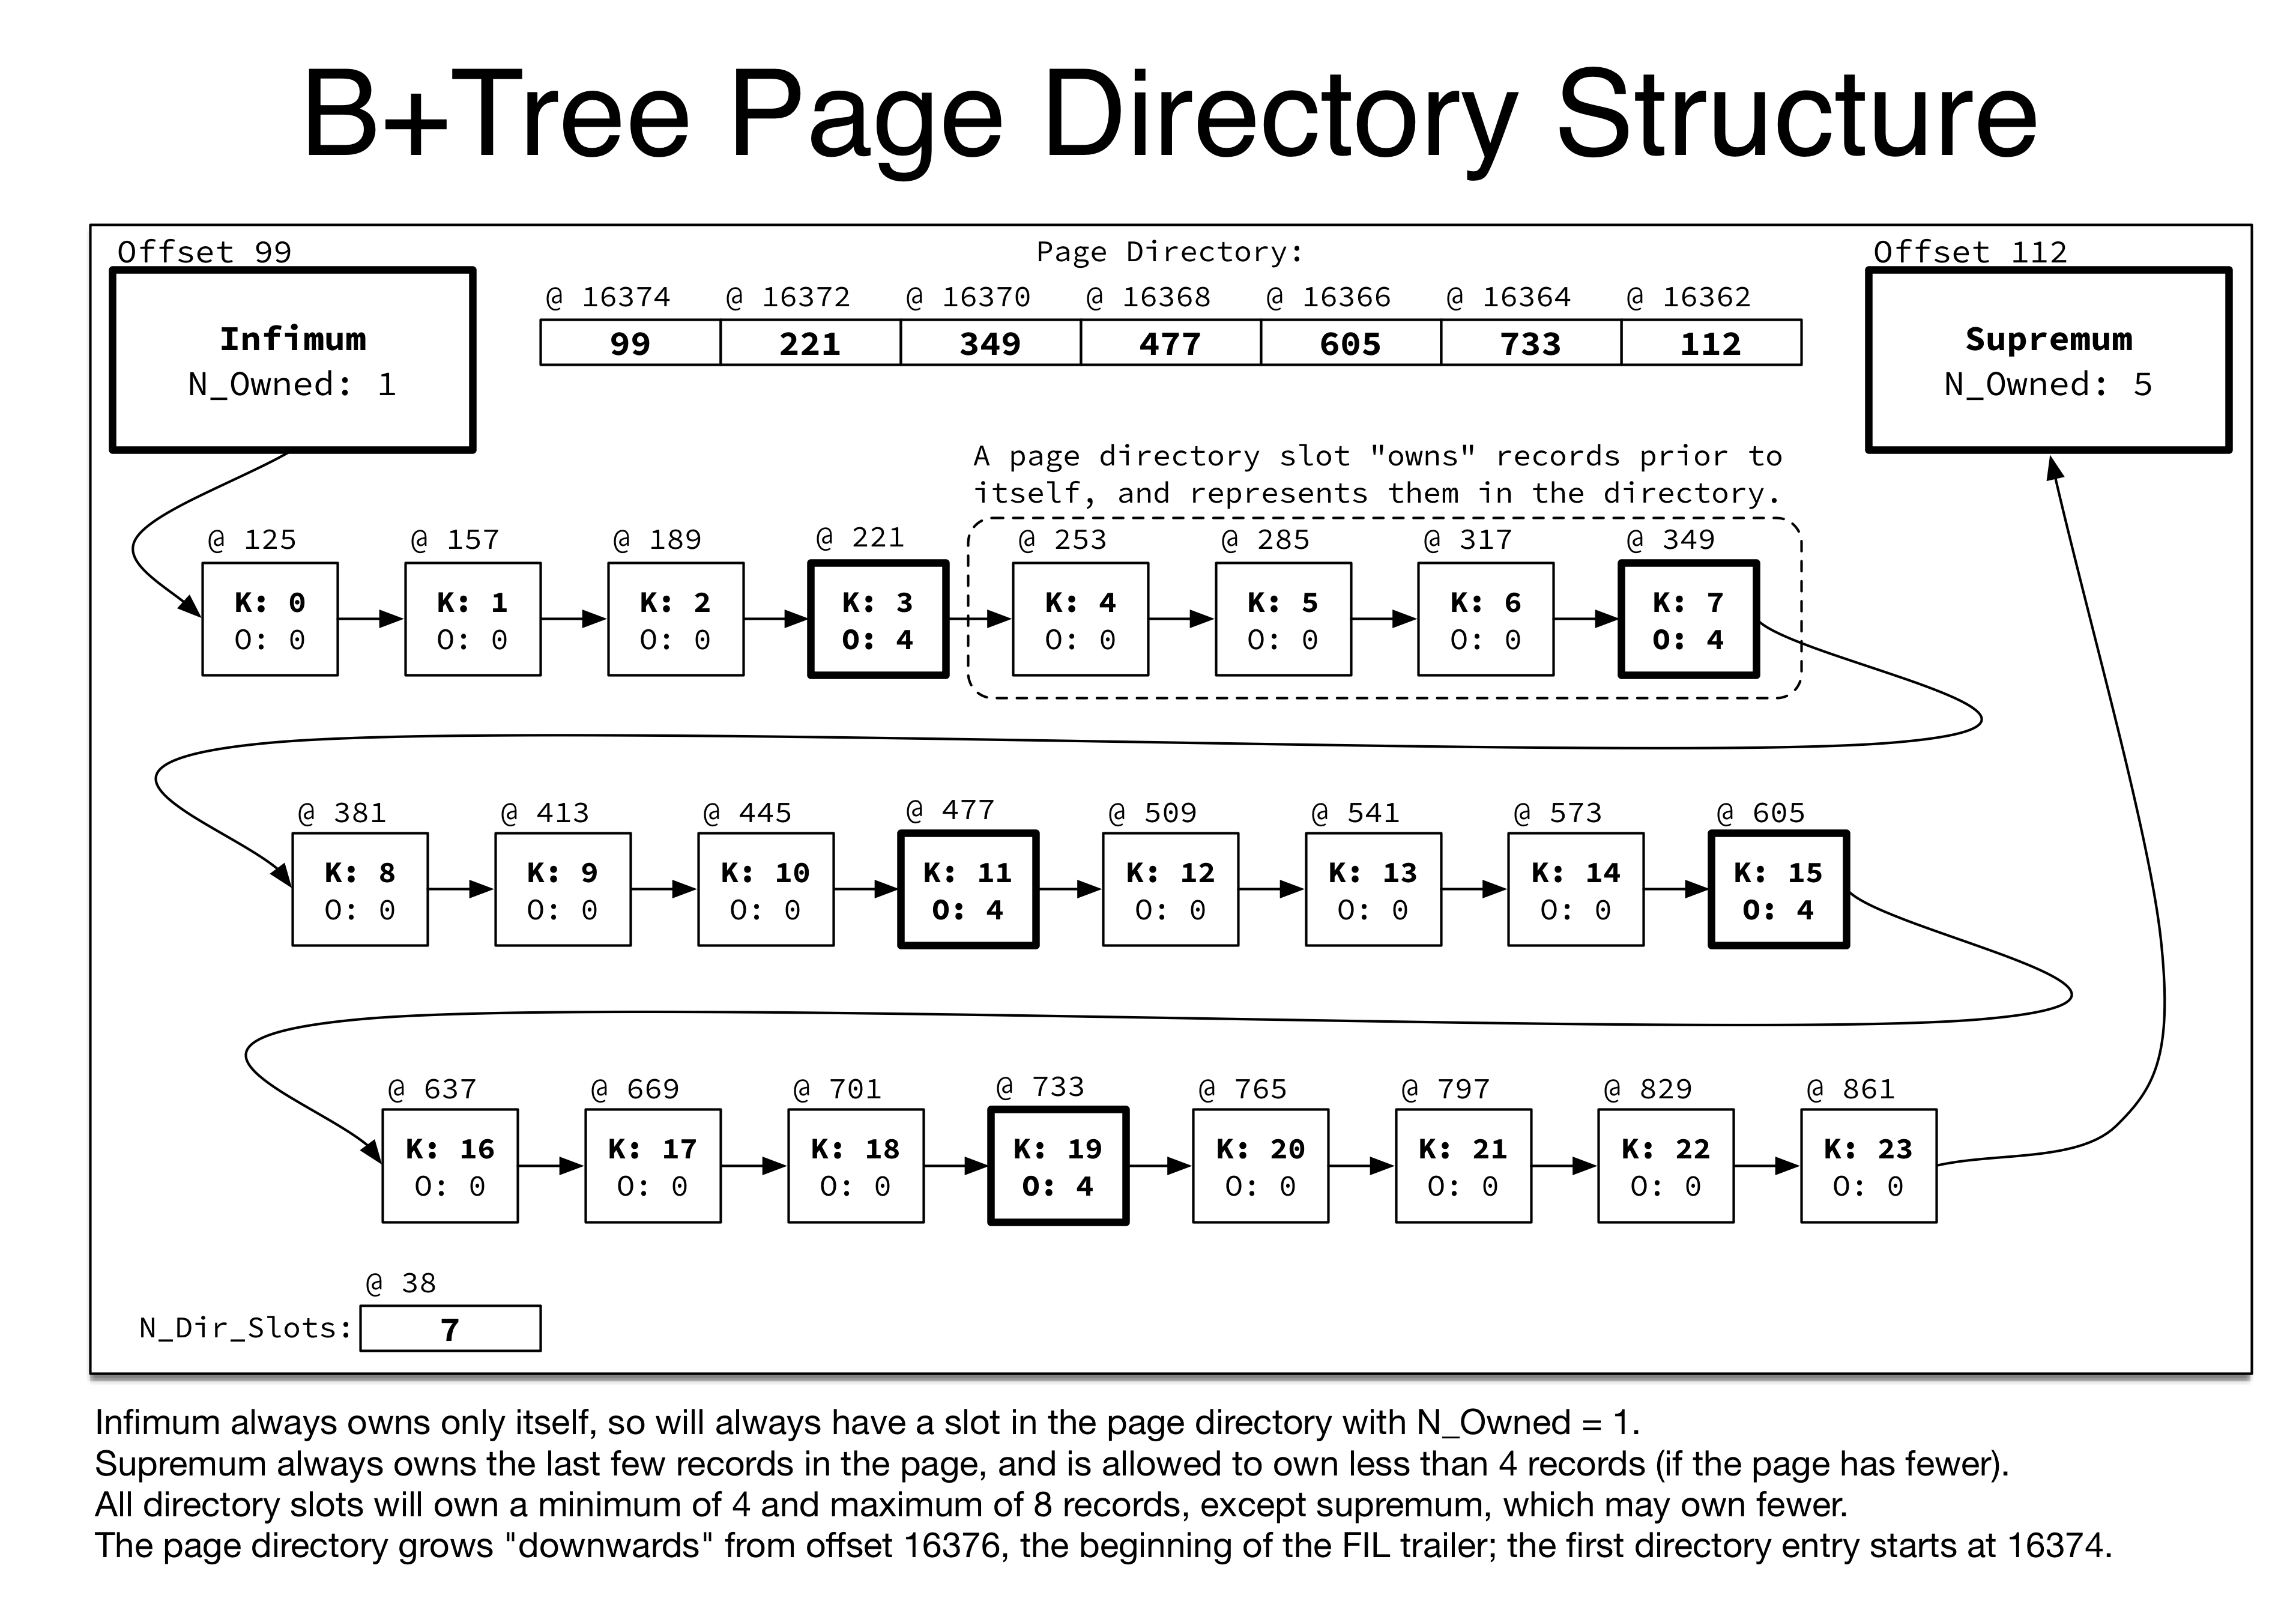 B+Tree Page Directory Structure
Offset 99
Page Directory:
Offset 112
Infimum
N_Owned: 1
@ 16374 @ 16372 @ 16370 @ 16368 @ 16366 @ 16364 @ 16362
99 221 349 477 605 733 112
Supremum
N_Owned: 5
A page directory slot "owns" records prior to
itself, and represents them in the directory.
@ 125 @ 157 @ 189 @ 221 @ 253 @ 285 @ 317 @ 349
K: 0 K: 1 K: 2 K: 3 K: 4 K: 5 K: 6 K: 7
O: 0 O: 0 O: 0 O: 4 O: 0 O: 0 O: 0 O: 4
@ 381 @ 413 @ 445 @ 477 @ 509 @ 541 @ 573 @ 605
K: 8 K: 9 K: 10 K: 11 K: 12 K: 13 K: 14 K: 15
O: 0 O: 0 O: 0 O: 4 O: 0 O: 0 O: 0 O: 4
@ 637 @ 669 @ 701 @ 733 @ 765 @ 797 @ 829 @ 861
K: 16 K: 17 K: 18 K: 19 K: 20 K: 21 K: 22 K: 23
O: 0 O: 0 O: 0 O: 4 O: 0 O: 0 O: 0 O: 0
@ 38
N_Dir_Slots: 7
Infimum always owns only itself, so will always have a slot in the page directory with N_Owned = 1.
Supremum always owns the last few records in the page, and is allowed to own less than 4 records (if the page has fewer).
All directory slots will own a minimum of 4 and maximum of 8 records, except supremum, which may own fewer.
The page directory grows "downwards" from offset 16376, the beginning of the FIL trailer; the first directory entry starts at 16374.